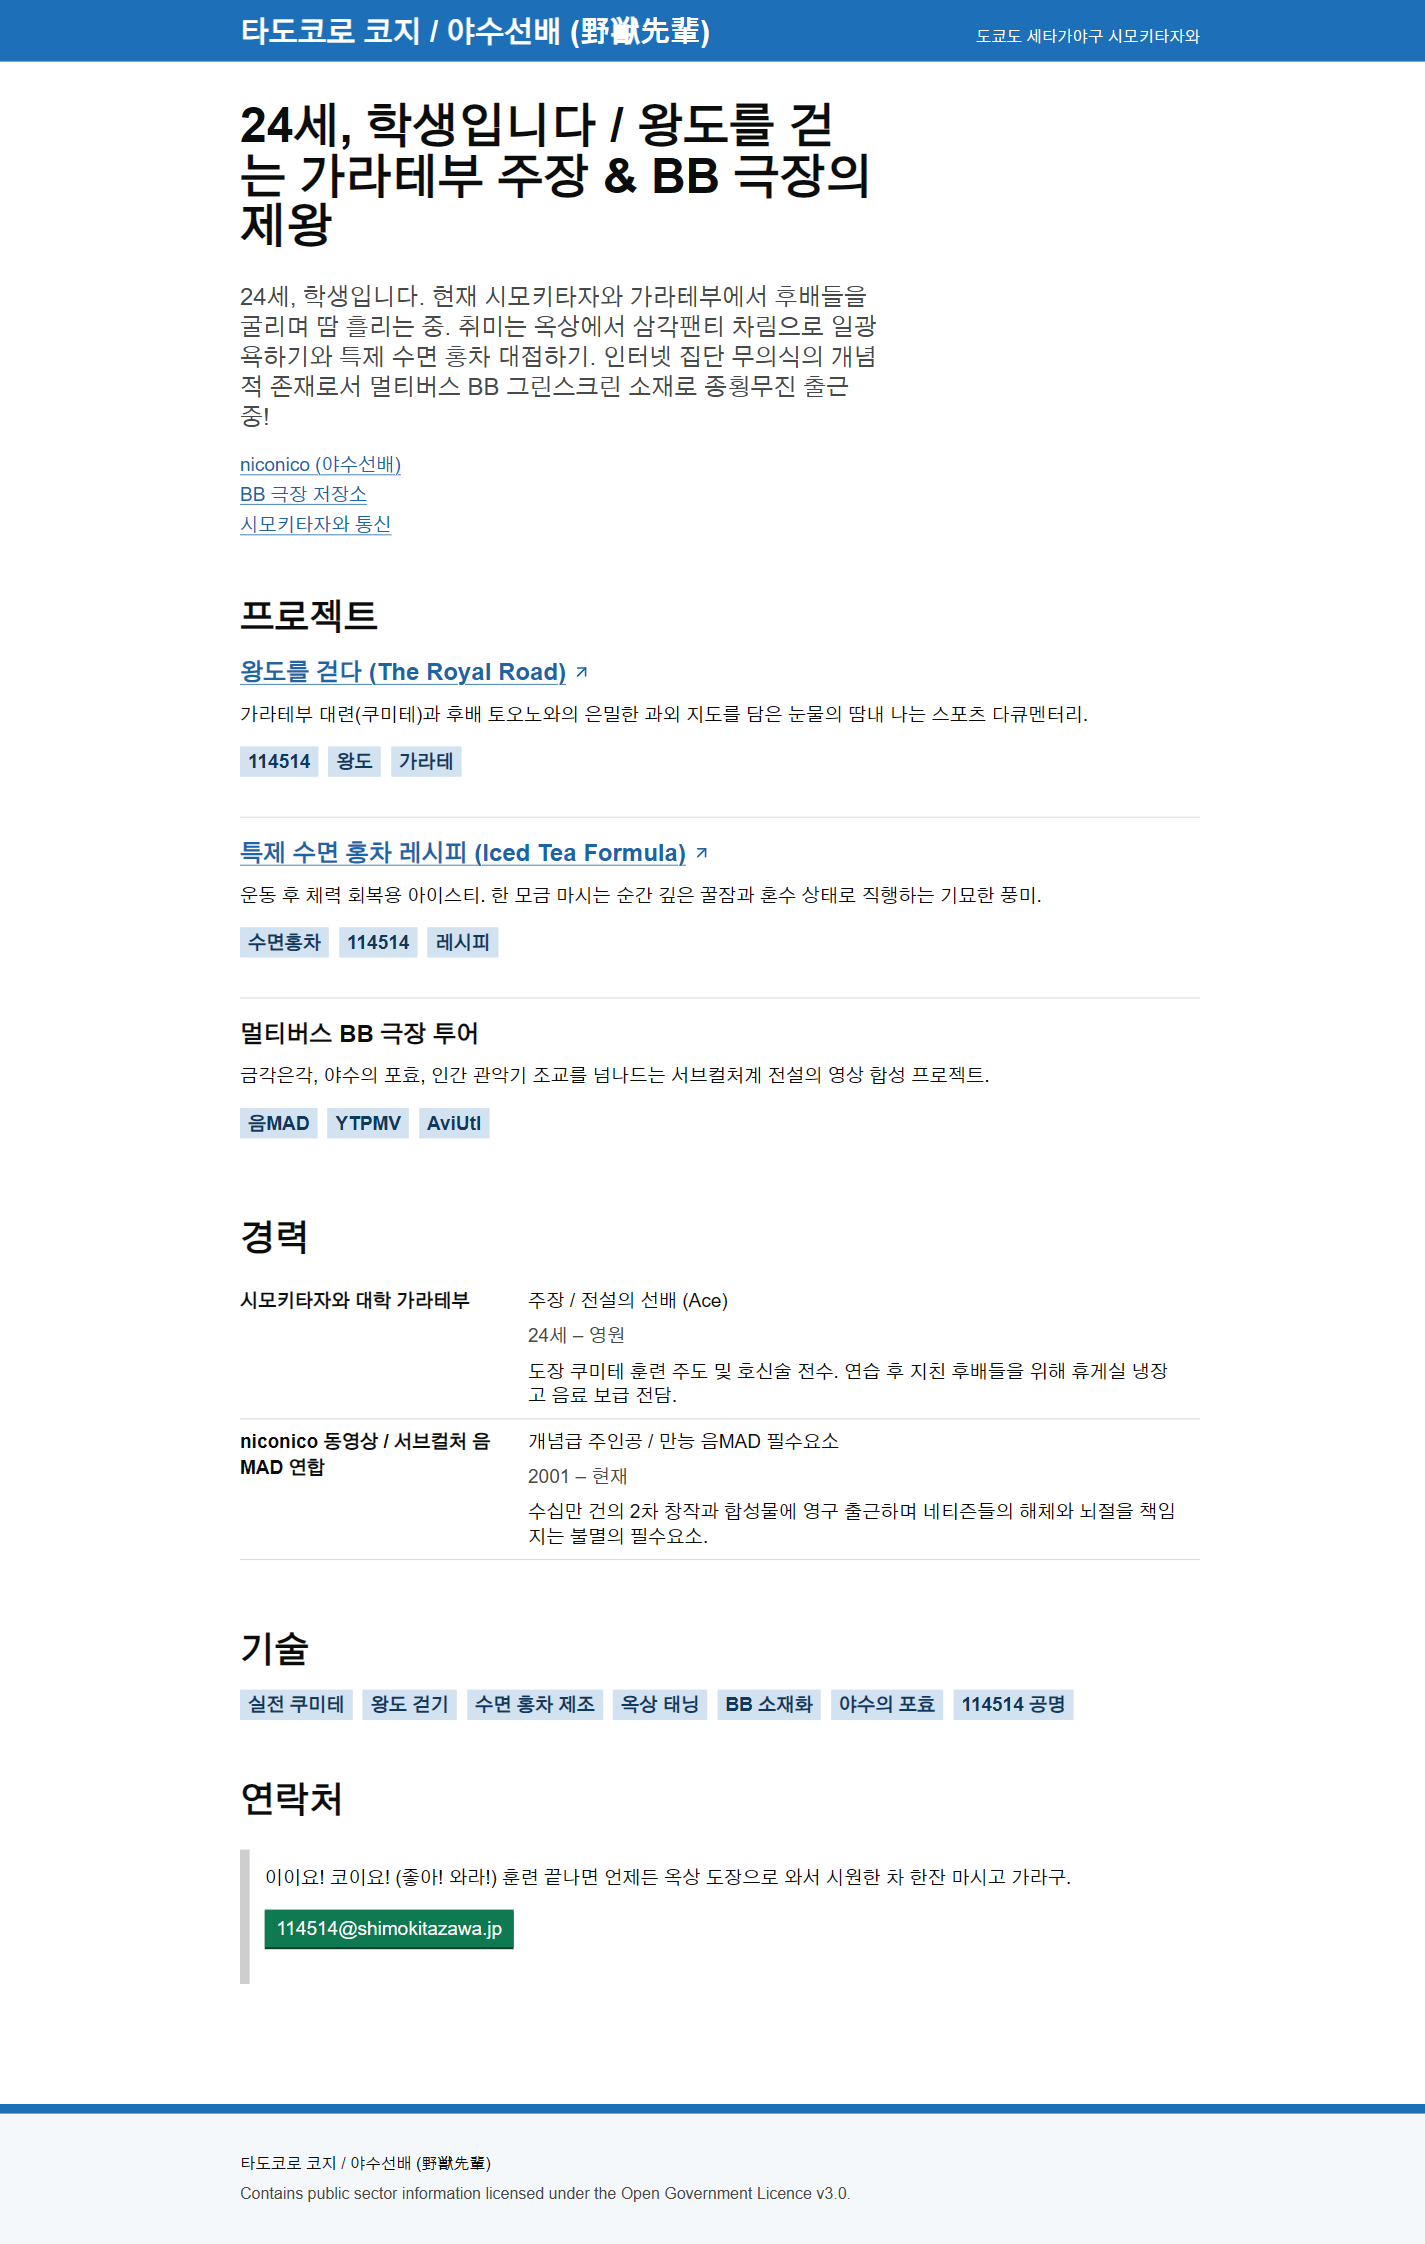 타도코로 코지 / 야수선배 (野獣先輩)
도쿄도 세타가야구 시모키타자와
24세, 학생입니다 / 왕도를 걷
는 가라테부 주장 & BB 극장의
제왕
24세, 학생입니다. 현재 시모키타자와 가라테부에서 후배들을
굴리며 땀 흘리는 중. 취미는 옥상에서 삼각팬티 차림으로 일광
욕하기와 특제 수면 홍차 대접하기. 인터넷 집단 무의식의 개념
적 존재로서 멀티버스 BB 그린스크린 소재로 종횡무진 출근
중!
niconico (야수선배)
BB 극장 저장소
시모키타자와 통신
프로젝트
왕도를 걷다 (The Royal Road)
가라테부 대련(쿠미테)과 후배 토오노와의 은밀한 과외 지도를 담은 눈물의 땀내 나는 스포츠 다큐멘터리.
114514 왕도 가라테
특제 수면 홍차 레시피 (Iced Tea Formula)
운동 후 체력 회복용 아이스티. 한 모금 마시는 순간 깊은 꿀잠과 혼수 상태로 직행하는 기묘한 풍미.
수면홍차 114514 레시피
멀티버스 BB 극장 투어
금각은각, 야수의 포효, 인간 관악기 조교를 넘나드는 서브컬처계 전설의 영상 합성 프로젝트.
음MAD YTPMV AviUtl
경력
시모키타자와 대학 가라테부
주장 / 전설의 선배 (Ace)
24세 – 영원
도장 쿠미테 훈련 주도 및 호신술 전수. 연습 후 지친 후배들을 위해 휴게실 냉장
고 음료 보급 전담.
niconico 동영상 / 서브컬처 음
MAD 연합
개념급 주인공 / 만능 음MAD 필수요소
2001 – 현재
수십만 건의 2차 창작과 합성물에 영구 출근하며 네티즌들의 해체와 뇌절을 책임
지는 불멸의 필수요소.
기술
실전 쿠미테 왕도 걷기 수면 홍차 제조 옥상 태닝 BB 소재화 야수의 포효 114514 공명
연락처
이이요! 코이요! (좋아! 와라!) 훈련 끝나면 언제든 옥상 도장으로 와서 시원한 차 한잔 마시고 가라구.
114514@shimokitazawa.jp
타도코로 코지 / 야수선배 (野獣先輩)
Contains public sector information licensed under the Open Government Licence v3.0.